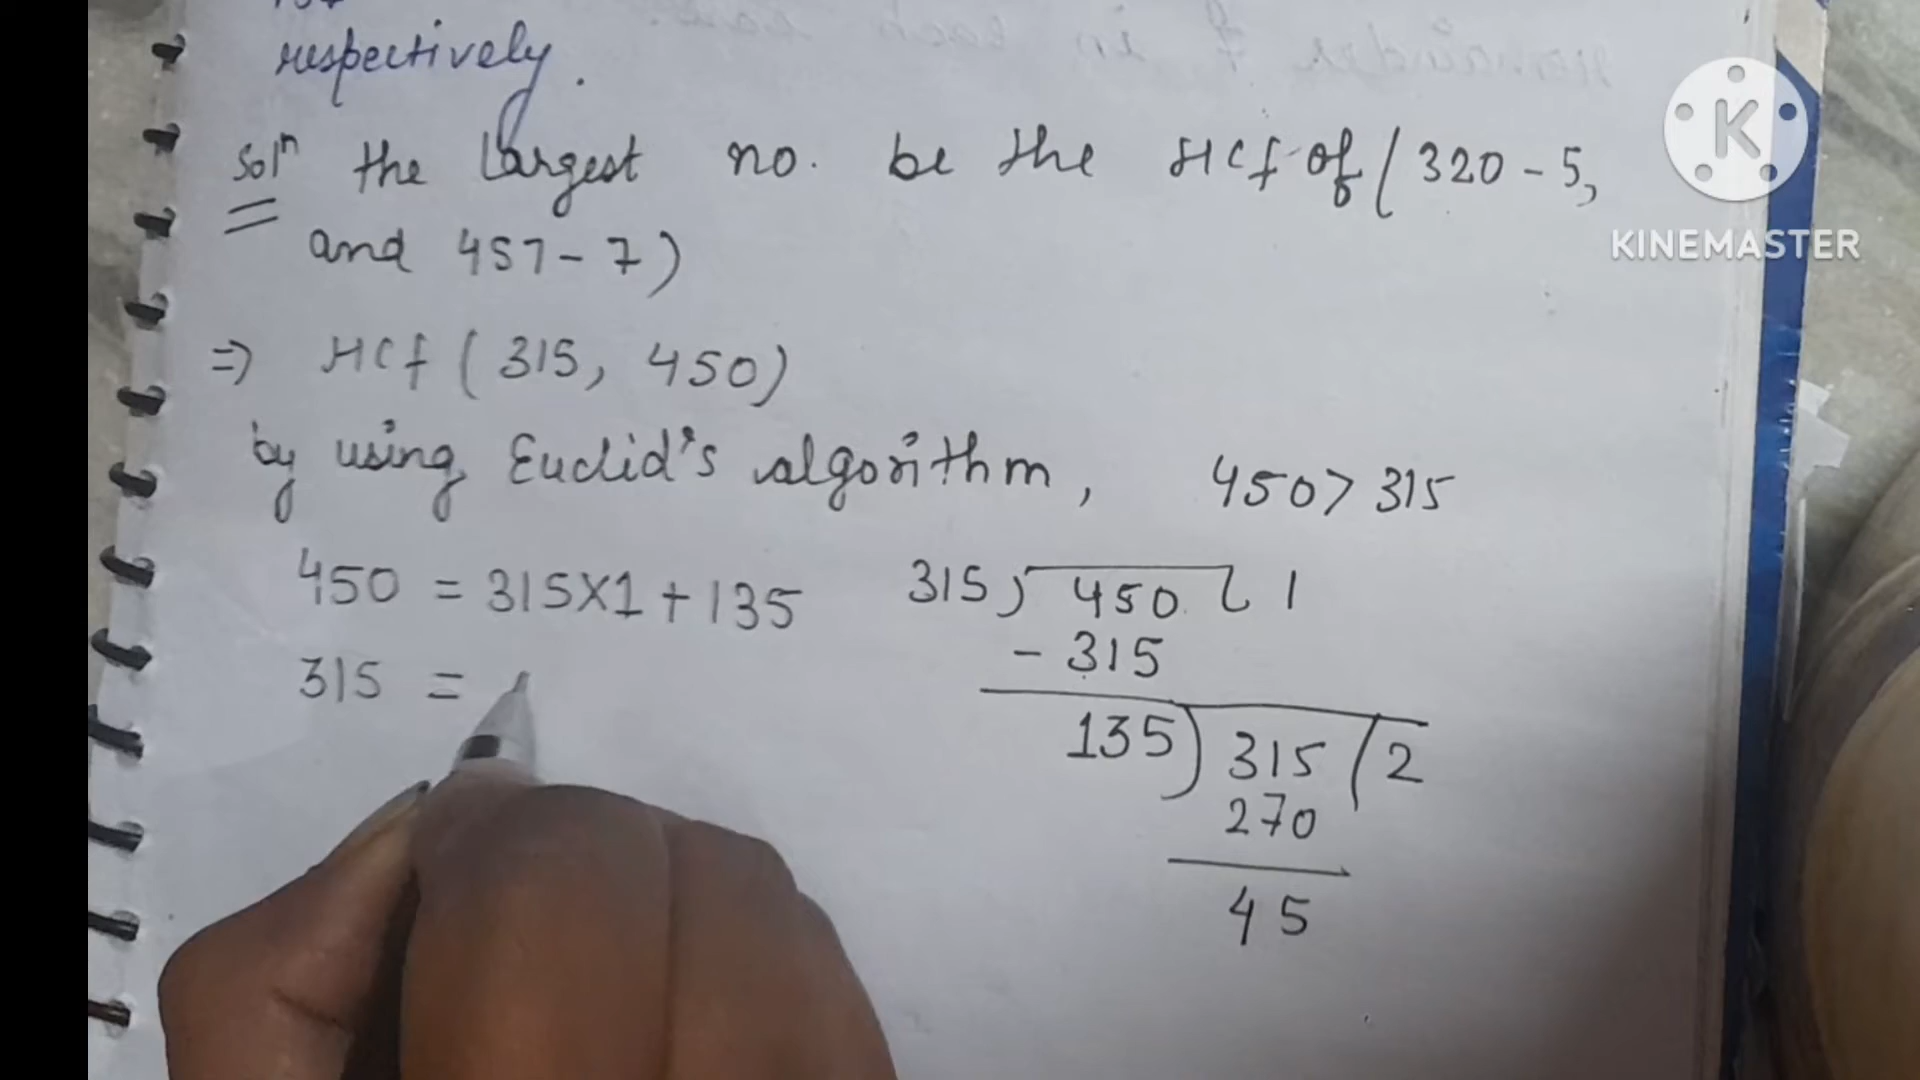 respectively.
Solⁿ the largest no. be the HCf of (320 - 5,
and 457 - 7)
=> HCf (315, 450)
by using Euclid's algorithm, 450 > 315
450 = 315 X 1 + 135
315 =
315) 450 ( 1
- 315
135) 315 ( 2
270
45
K
KINEMASTER